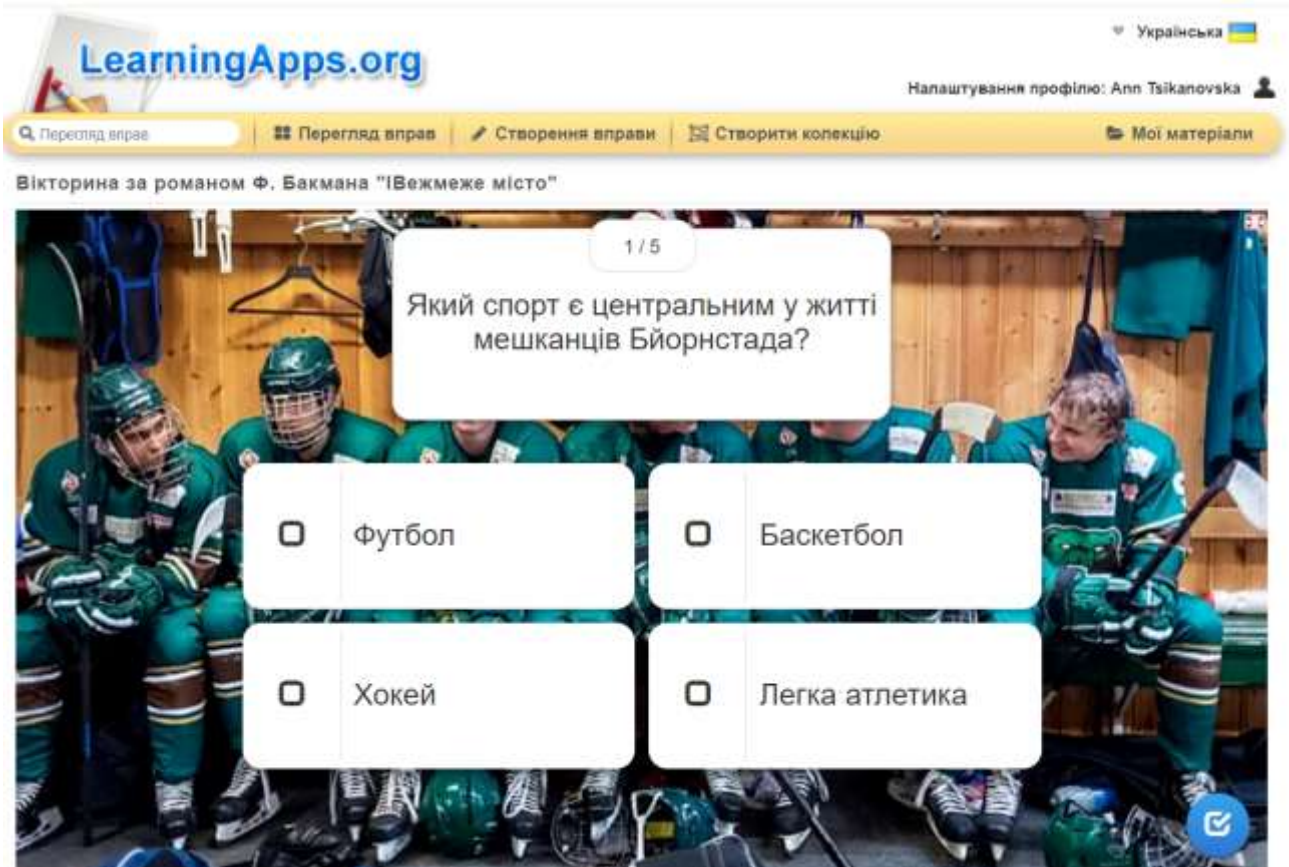 LearningApps.org
Українська
Налаштування профілю: Ann Tsikanovska
Перегляд вправ
Перегляд вправ
Створення вправи
Створити колекцію
Мої матеріали
Вікторина за романом Ф. Бакмана "ІВежмеже місто"
1 / 5
Який спорт є центральним у житті
мешканців Бйорнстада?
Футбол
Баскетбол
Хокей
Легка атлетика